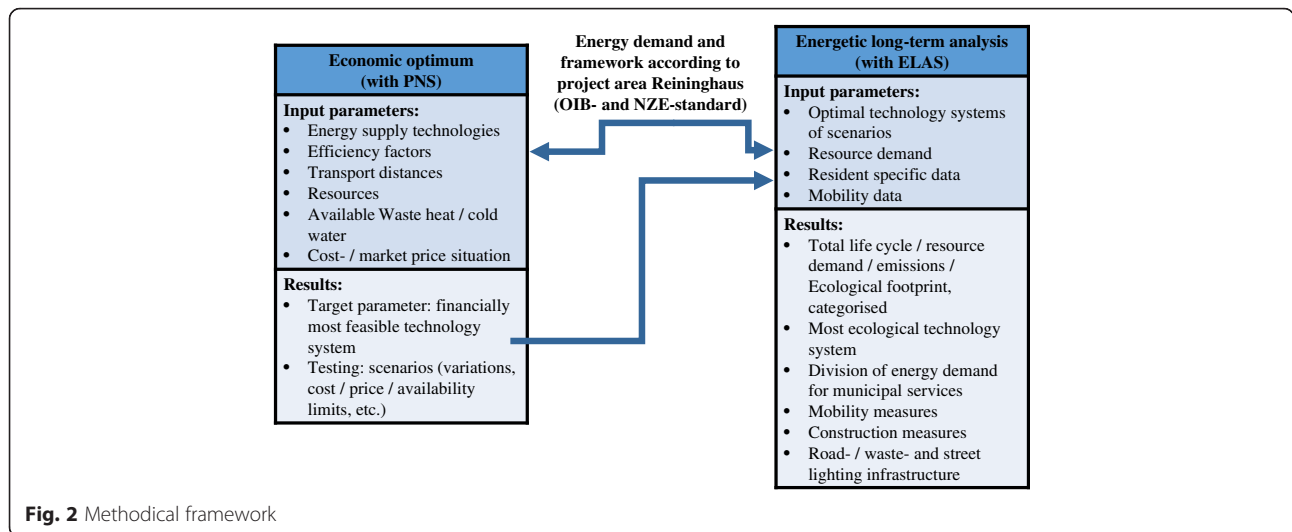 Economic optimum
(with PNS)
Input parameters:
• Energy supply technologies
• Efficiency factors
• Transport distances
• Resources
• Available Waste heat / cold
water
• Cost- / market price situation
Results:
• Target parameter: financially
most feasible technology
system
• Testing: scenarios (variations,
cost / price / availability
limits, etc.)
Energy demand and
framework according to
project area Reininghaus
(OIB- and NZE-standard)
Energetic long-term analysis
(with ELAS)
Input parameters:
• Optimal technology systems
of scenarios
• Resource demand
• Resident specific data
• Mobility data
Results:
• Total life cycle / resource
demand / emissions /
Ecological footprint,
categorised
• Most ecological technology
system
• Division of energy demand
for municipal services
• Mobility measures
• Construction measures
• Road- / waste- and street
lighting infrastructure
Fig. 2 Methodical framework